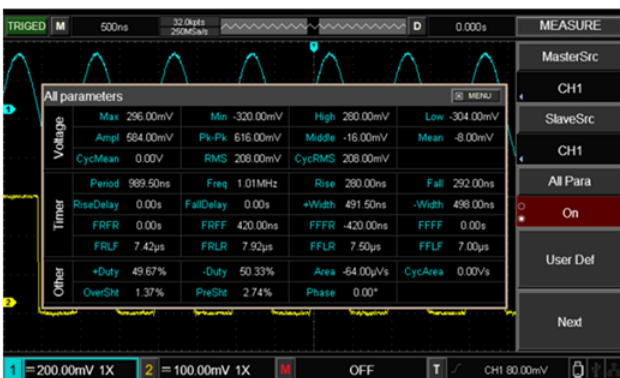 TRIGED M 500ns 32.0kpts 250MSa/s D 0.000s MEASURE
MasterSrc
CH1
SlaveSrc
CH1
All Para
On
User Def
Next
All parameters MENU
Voltage
Max 296.00mV Min -320.00mV High 280.00mV Low -304.00mV
Ampl 584.00mV Pk-Pk 616.00mV Middle -16.00mV Mean -8.00mV
CycMean 0.00V RMS 208.00mV CycRMS 208.00mV
Timer
Period 989.50ns Freq 1.01MHz Rise 280.00ns Fall 292.00ns
RiseDelay 0.00s FallDelay 0.00s +Width 491.50ns -Width 498.00ns
FRFR 0.00s FRFF 420.00ns FFFR -420.00ns FFFF 0.00s
FRLF 7.42µs FRLR 7.92µs FFLR 7.50µs FFLF 7.00µs
Other
+Duty 49.67% -Duty 50.33% Area -64.00µVs CycArea 0.00Vs
OverSht 1.37% PreSht 2.74% Phase 0.00°
1
2
1 200.00mV 1X 2 100.00mV 1X M OFF T CH1 80.00mV